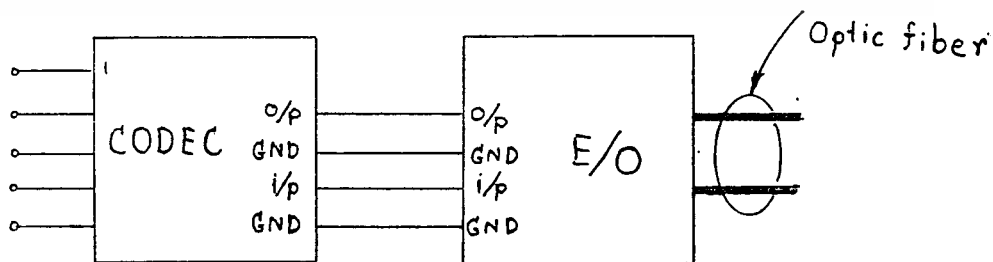 Optic fiber
1
CODEC
O/P
GND
i/p
GND
O/P
GND
i/p
GND
E/O